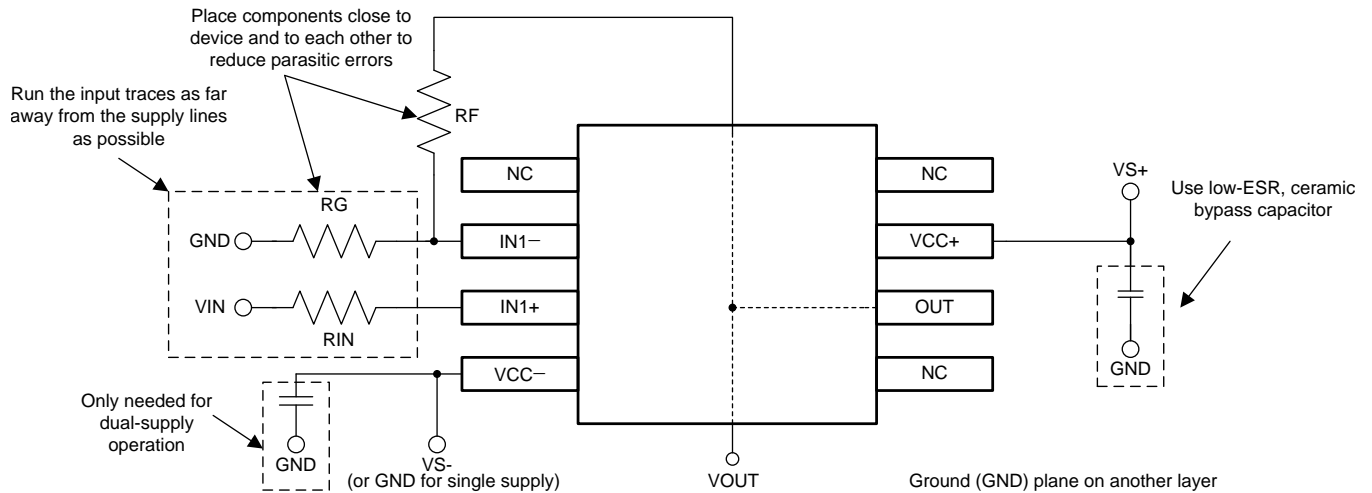 Place components close to
device and to each other to
reduce parasitic errors
Run the input traces as far
away from the supply lines
as possible
RF
NC
NC
VS+
Use low-ESR, ceramic
bypass capacitor
RG
GND
IN1−
VCC+
VIN
IN1+
OUT
RIN
GND
VCC−
NC
Only needed for
dual-supply
operation
GND
VS-
(or GND for single supply)
VOUT
Ground (GND) plane on another layer